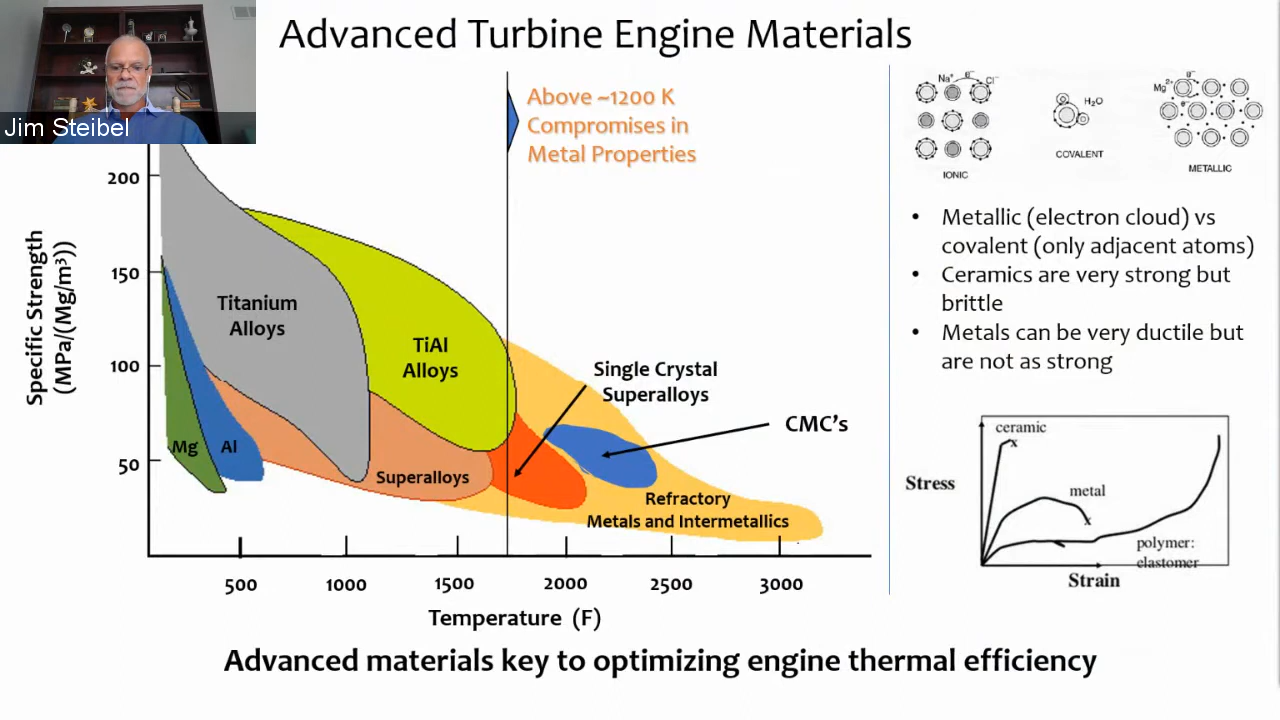 Advanced Turbine Engine Materials
Jim Steibel
Above ~1200 K
Compromises in
Metal Properties
Specific Strength
(MPa/(Mg/m³))
200
150
100
50
Titanium
Alloys
TiAl
Alloys
Single Crystal
Superalloys
CMC's
Mg
Al
Superalloys
Refractory
Metals and Intermetallics
500
1000
1500
2000
2500
3000
Temperature (F)
Na⁺
e⁻
Cl⁻
IONIC
H₂O
COVALENT
Mg²⁺
e⁻
e⁻
METALLIC
• Metallic (electron cloud) vs
covalent (only adjacent atoms)
• Ceramics are very strong but
brittle
• Metals can be very ductile but
are not as strong
ceramic
x
metal
x
Stress
polymer:
elastomer
Strain
Advanced materials key to optimizing engine thermal efficiency